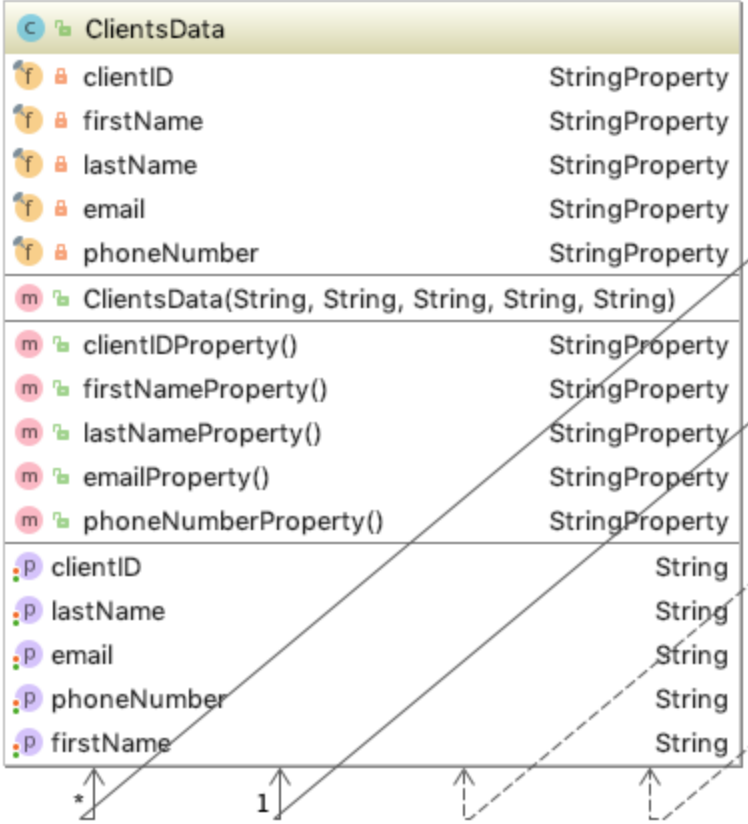 C ClientsData
f clientID StringProperty
f firstName StringProperty
f lastName StringProperty
f email StringProperty
f phoneNumber StringProperty
m ClientsData(String, String, String, String, String)
m clientIDProperty() StringProperty
m firstNameProperty() StringProperty
m lastNameProperty() StringProperty
m emailProperty() StringProperty
m phoneNumberProperty() StringProperty
p clientID String
p lastName String
p email String
p phoneNumber String
p firstName String
* 1